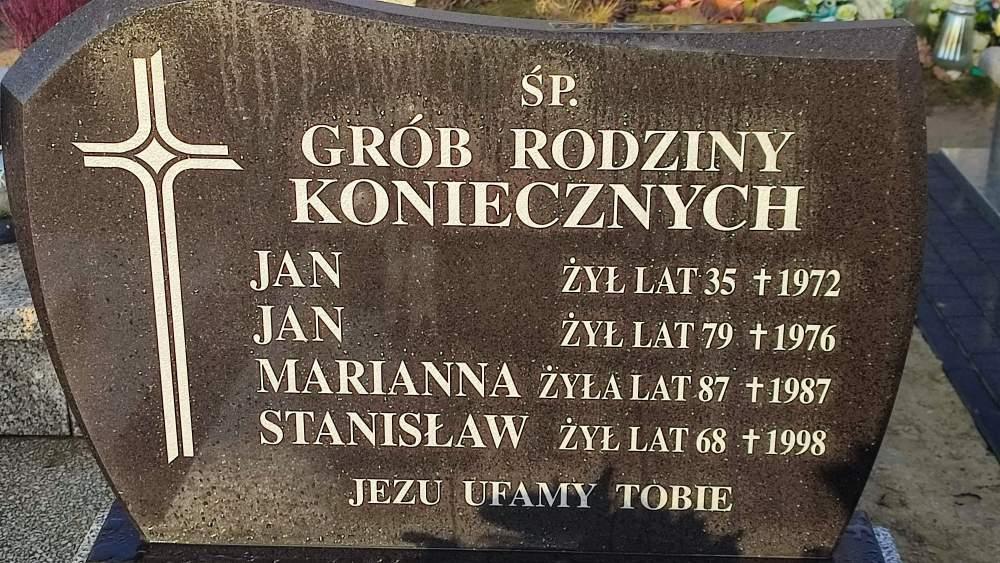 ŚP.
GRÓB RODZINY
KONIECZNYCH
JAN ŻYŁ LAT 35 ✝ 1972
JAN ŻYŁ LAT 79 ✝ 1976
MARIANNA ŻYŁA LAT 87 ✝ 1987
STANISŁAW ŻYŁ LAT 68 ✝ 1998
JEZU UFAMY TOBIE